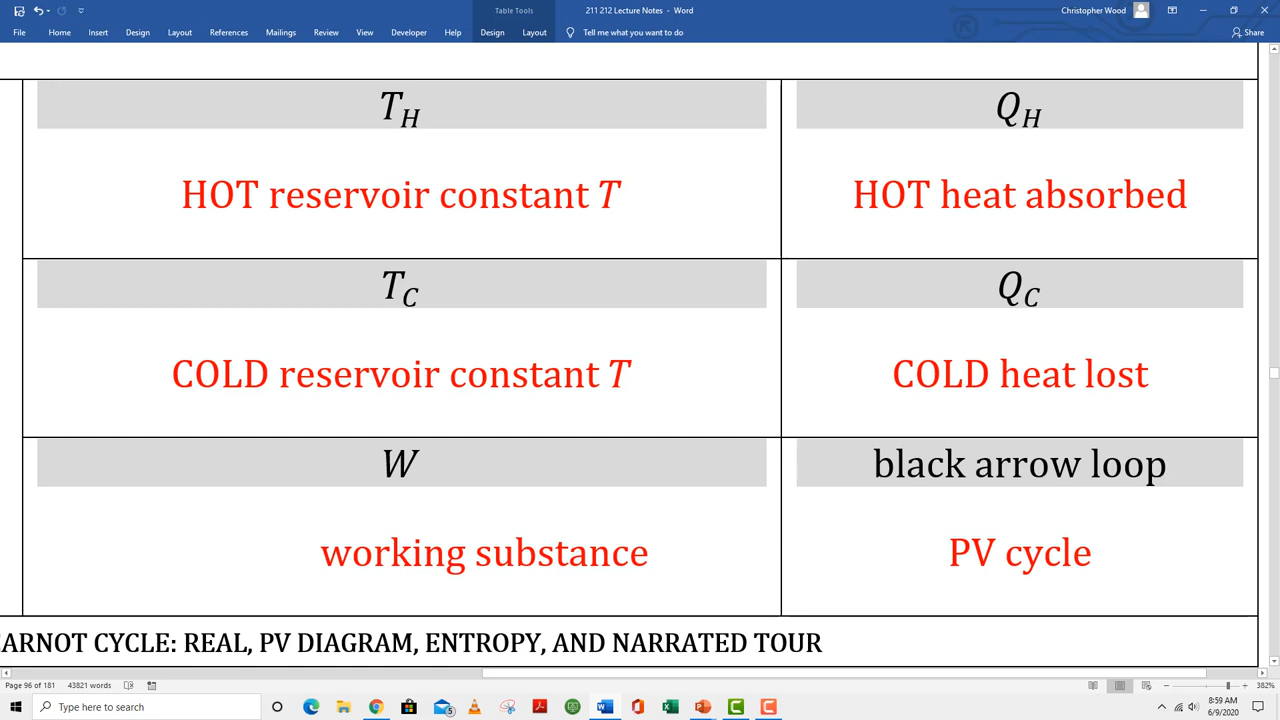 Table Tools
211 212 Lecture Notes - Word
Christopher Wood
File Home Insert Design Layout References Mailings Review View Developer Help Design Layout Tell me what you want to do Share
T_H
Q_H
HOT reservoir constant T
HOT heat absorbed
T_C
Q_C
COLD reservoir constant T
COLD heat lost
W
black arrow loop
working substance
PV cycle
ARNOT CYCLE: REAL, PV DIAGRAM, ENTROPY, AND NARRATED TOUR
Page 96 of 181 43821 words 382%
Type here to search
8:59 AM
6/9/2020